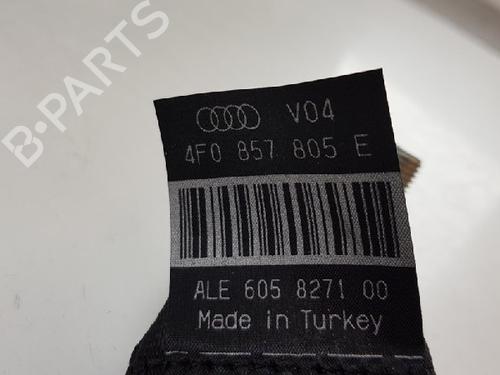 V04
4F0 857 805 E
ALE 605 8271 00
Made in Turkey
B-PARTS